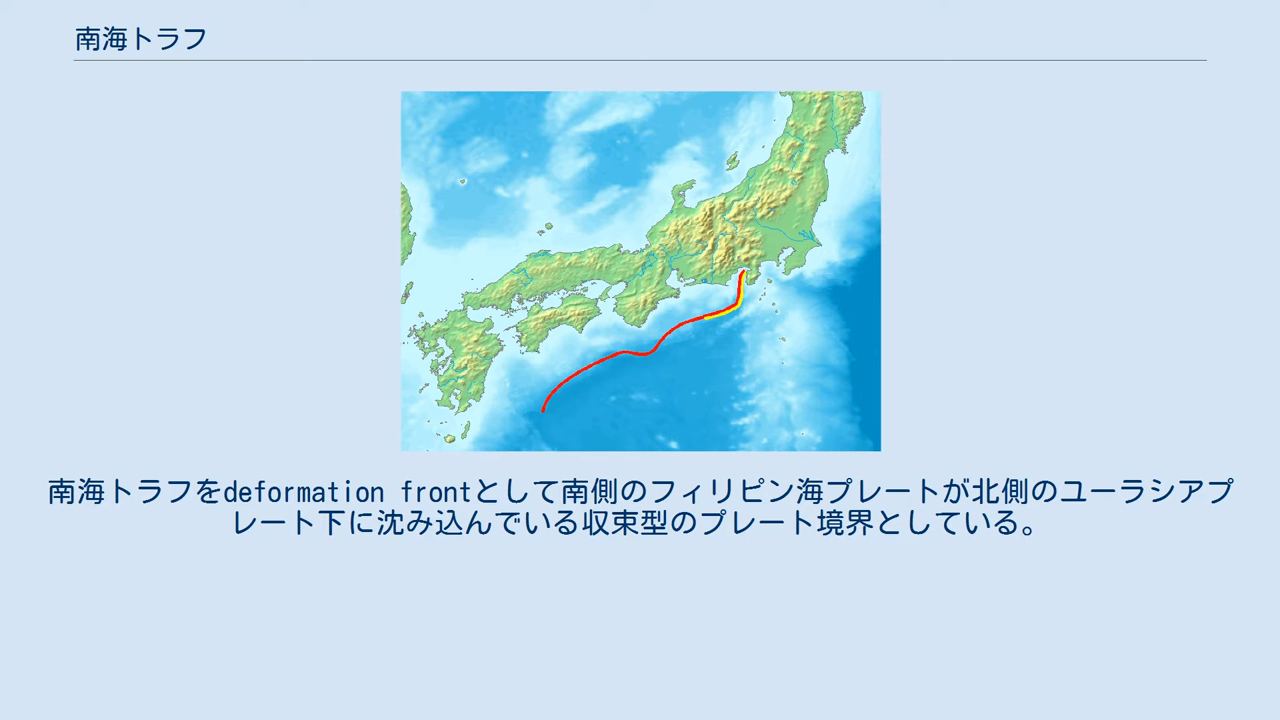 南海トラフ
南海トラフをdeformation frontとして南側のフィリピン海プレートが北側のユーラシアプ
レート下に沈み込んでいる収束型のプレート境界としている。